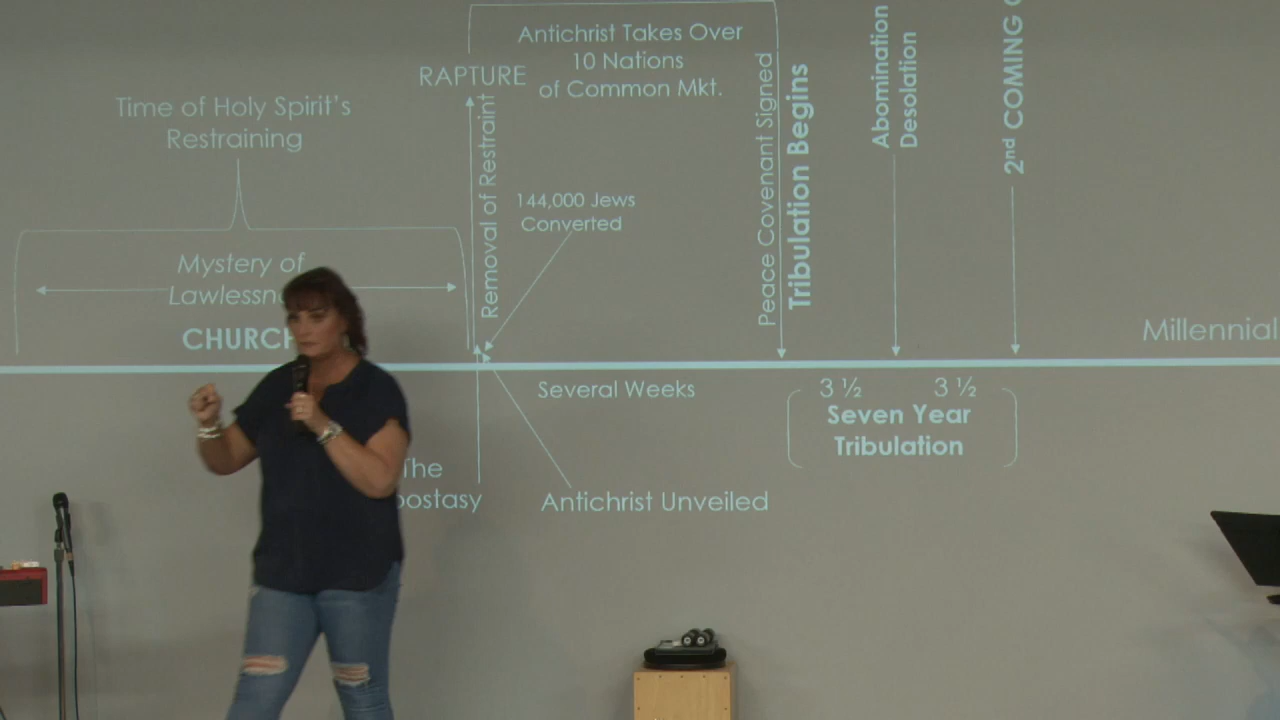 Antichrist Takes Over
10 Nations
of Common Mkt.
RAPTURE
Time of Holy Spirit's
Restraining
Removal of Restraint
144,000 Jews
Converted
Mystery of
CHURCH
Peace Covenant Signed
Tribulation Begins
Abomination
Desolation
2nd COMING
Millennial
Several Weeks
3 ½ 3 ½
Seven Year
Tribulation
The
Antichrist Unveiled